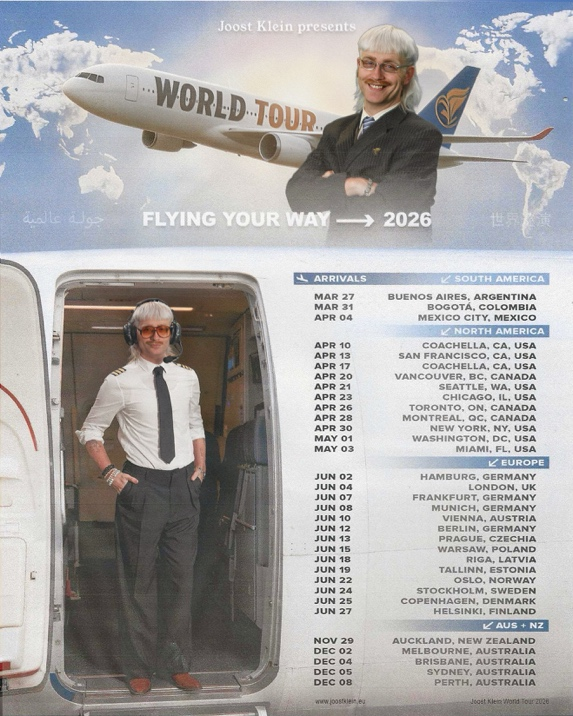 Joost Klein presents
WORLD TOUR
جولة عالمية
FLYING YOUR WAY → 2026
ARRIVALS ↙ SOUTH AMERICA
MAR 27 BUENOS AIRES, ARGENTINA
MAR 31 BOGOTÁ, COLOMBIA
APR 04 MEXICO CITY, MEXICO
↙ NORTH AMERICA
APR 10 COACHELLA, CA, USA
APR 13 SAN FRANCISCO, CA, USA
APR 17 COACHELLA, CA, USA
APR 20 VANCOUVER, BC, CANADA
APR 21 SEATTLE, WA, USA
APR 23 CHICAGO, IL, USA
APR 26 TORONTO, ON, CANADA
APR 28 MONTREAL, QC, CANADA
APR 30 NEW YORK, NY, USA
MAY 01 WASHINGTON, DC, USA
MAY 03 MIAMI, FL, USA
↙ EUROPE
JUN 02 HAMBURG, GERMANY
JUN 04 LONDON, UK
JUN 07 FRANKFURT, GERMANY
JUN 08 MUNICH, GERMANY
JUN 10 VIENNA, AUSTRIA
JUN 12 BERLIN, GERMANY
JUN 13 PRAGUE, CZECHIA
JUN 15 WARSAW, POLAND
JUN 18 RIGA, LATVIA
JUN 19 TALLINN, ESTONIA
JUN 22 OSLO, NORWAY
JUN 24 STOCKHOLM, SWEDEN
JUN 25 COPENHAGEN, DENMARK
JUN 27 HELSINKI, FINLAND
↙ AUS + NZ
NOV 29 AUCKLAND, NEW ZEALAND
DEC 02 MELBOURNE, AUSTRALIA
DEC 04 BRISBANE, AUSTRALIA
DEC 05 SYDNEY, AUSTRALIA
DEC 08 PERTH, AUSTRALIA
www.joostklein.eu Joost Klein World Tour 2026